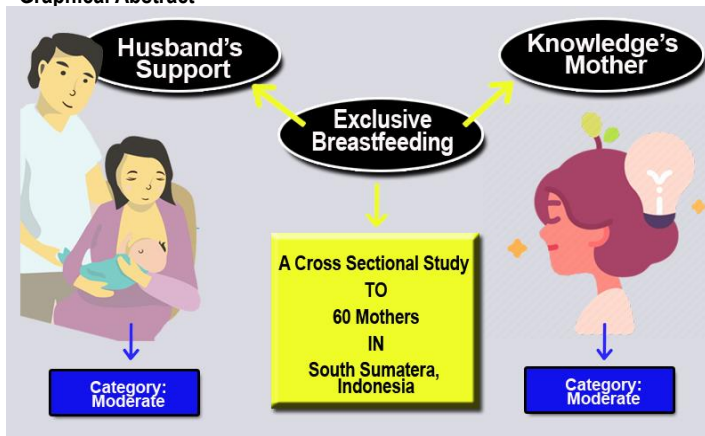 Graphical Abstract
Husband's
Support
Knowledge's
Mother
Exclusive
Breastfeeding
A Cross Sectional Study
TO
60 Mothers
IN
South Sumatera,
Indonesia
Category:
Moderate
Category:
Moderate